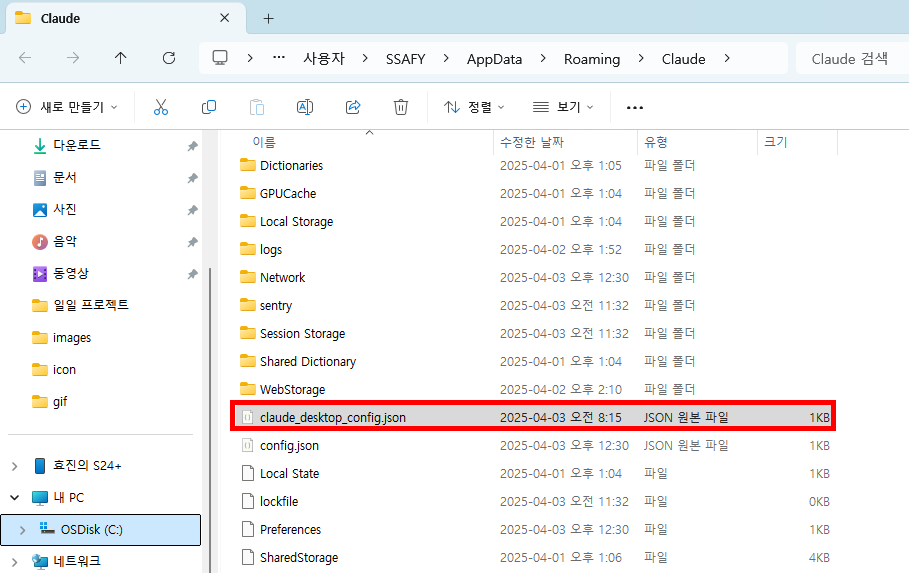 Claude
사용자 SSAFY AppData Roaming Claude
Claude 검색
새로 만들기
정렬
보기
다운로드
문서
사진
음악
동영상
일일 프로젝트
images
icon
gif
효진의 S24+
내 PC
OSDisk (C:)
네트워크
이름 수정한 날짜 유형 크기
Dictionaries 2025-04-01 오후 1:05 파일 폴더
GPUCache 2025-04-01 오후 1:04 파일 폴더
Local Storage 2025-04-01 오후 1:04 파일 폴더
logs 2025-04-02 오후 1:52 파일 폴더
Network 2025-04-03 오후 12:30 파일 폴더
sentry 2025-04-03 오전 11:32 파일 폴더
Session Storage 2025-04-03 오전 11:32 파일 폴더
Shared Dictionary 2025-04-01 오후 1:04 파일 폴더
WebStorage 2025-04-02 오후 2:10 파일 폴더
claude_desktop_config.json 2025-04-03 오전 8:15 JSON 원본 파일 1KB
config.json 2025-04-03 오후 12:30 JSON 원본 파일 1KB
Local State 2025-04-01 오후 1:04 파일 1KB
lockfile 2025-04-03 오전 11:32 파일 0KB
Preferences 2025-04-03 오후 12:30 파일 1KB
SharedStorage 2025-04-01 오후 1:06 파일 4KB